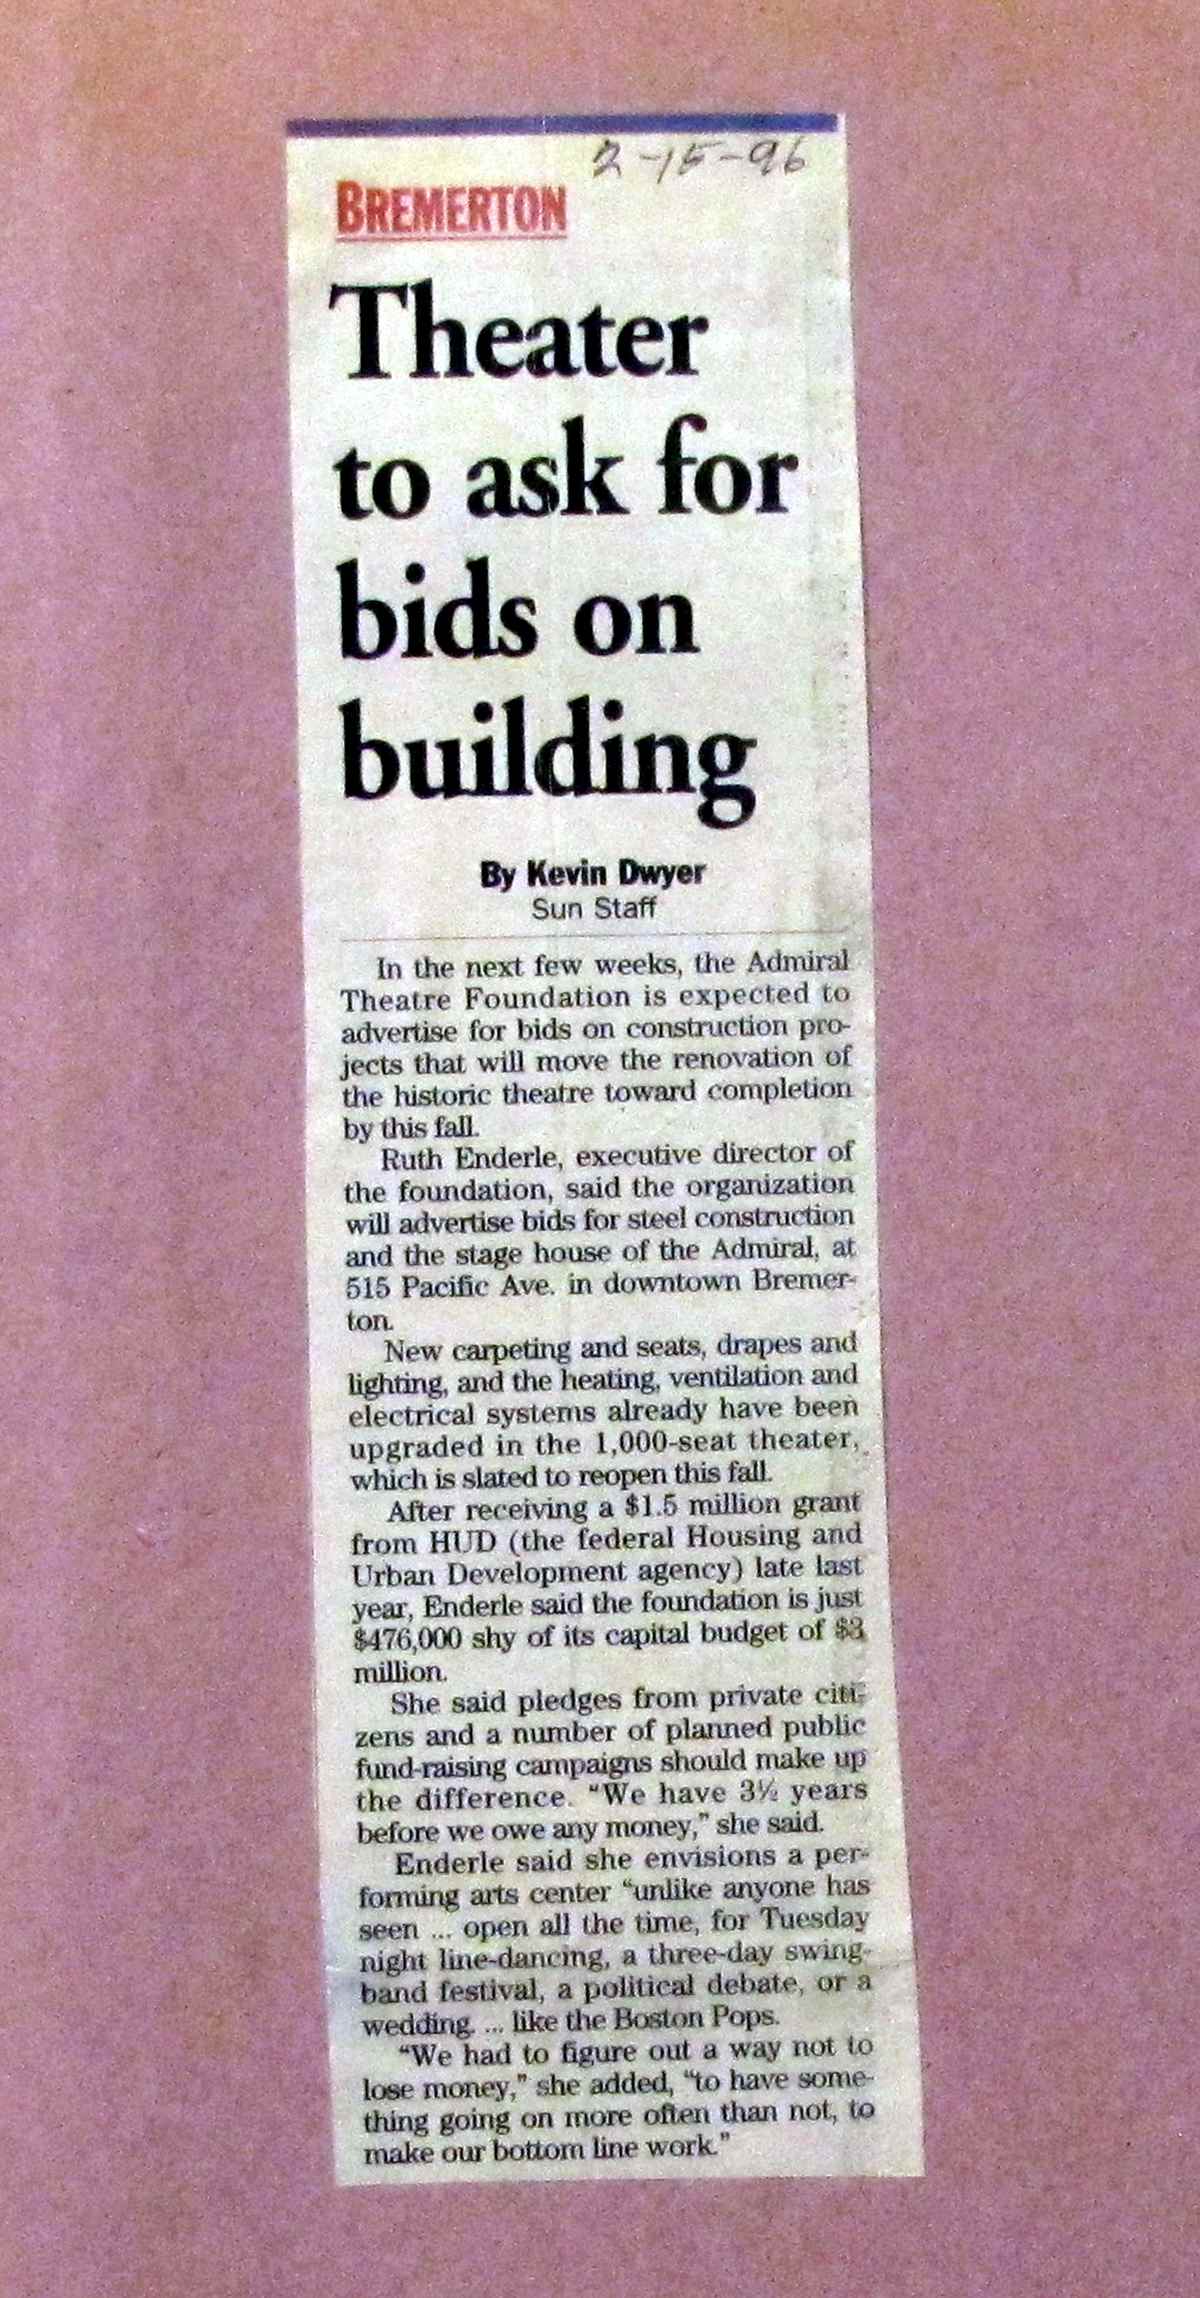 2-15-96
BREMERTON
Theater
to ask for
bids on
building
By Kevin Dwyer
Sun Staff
In the next few weeks, the Admiral
Theatre Foundation is expected to
advertise for bids on construction pro-
jects that will move the renovation of
the historic theatre toward completion
by this fall.
Ruth Enderle, executive director of
the foundation, said the organization
will advertise bids for steel construction
and the stage house of the Admiral, at
515 Pacific Ave. in downtown Bremer-
ton.
New carpeting and seats, drapes and
lighting, and the heating, ventilation and
electrical systems already have been
upgraded in the 1,000-seat theater,
which is slated to reopen this fall.
After receiving a $1.5 million grant
from HUD (the federal Housing and
Urban Development agency) late last
year, Enderle said the foundation is just
$476,000 shy of its capital budget of $3
million.
She said pledges from private citi-
zens and a number of planned public
fund-raising campaigns should make up
the difference. “We have 3½ years
before we owe any money,” she said.
Enderle said she envisions a per-
forming arts center “unlike anyone has
seen ... open all the time, for Tuesday
night line-dancing, a three-day swing-
band festival, a political debate, or a
wedding. ... like the Boston Pops.
“We had to figure out a way not to
lose money,” she added, “to have some-
thing going on more often than not, to
make our bottom line work.”